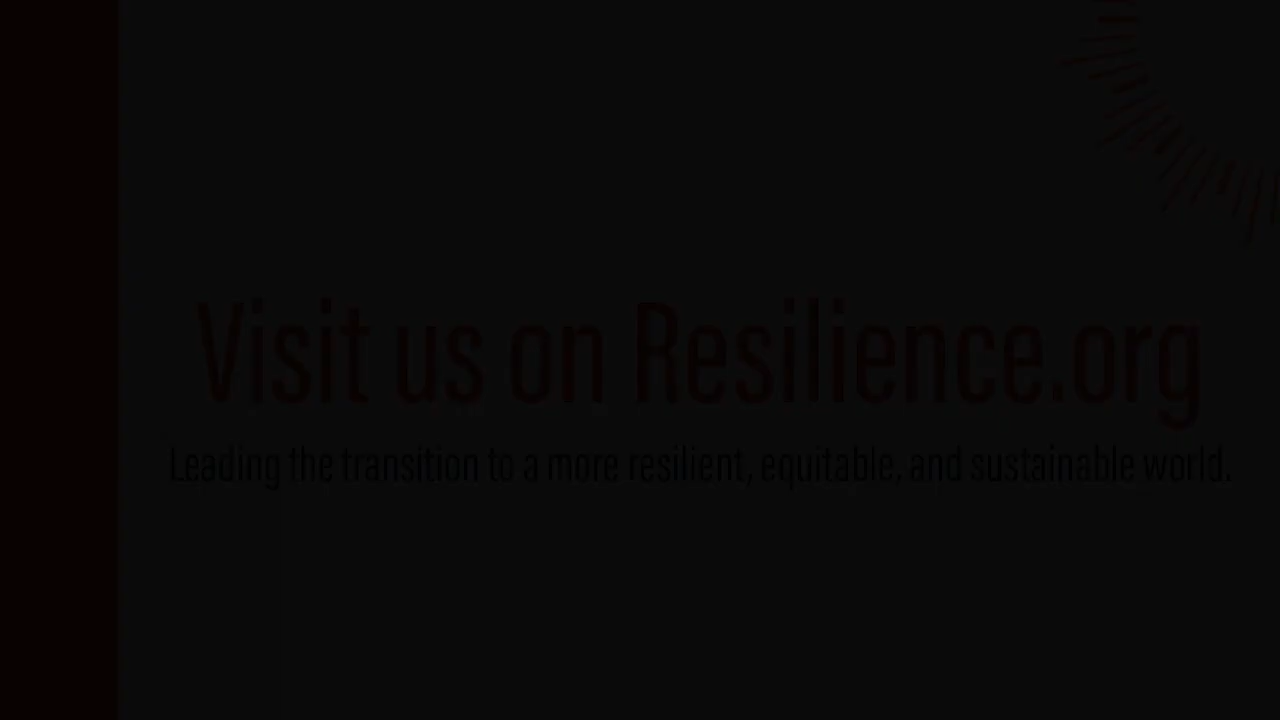 Visit us on Resilience.org
Leading the transition to a more resilient, equitable, and sustainable world.